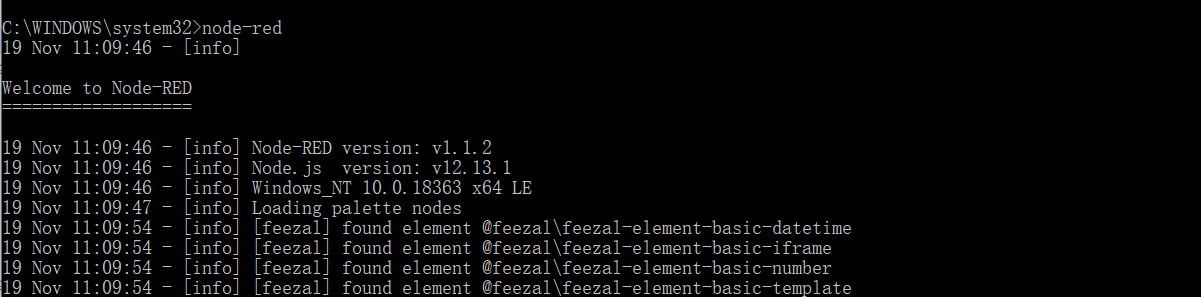 C:\WINDOWS\system32>node-red
19 Nov 11:09:46 - [info]
Welcome to Node-RED
===================
19 Nov 11:09:46 - [info] Node-RED version: v1.1.2
19 Nov 11:09:46 - [info] Node.js  version: v12.13.1
19 Nov 11:09:46 - [info] Windows_NT 10.0.18363 x64 LE
19 Nov 11:09:47 - [info] Loading palette nodes
19 Nov 11:09:54 - [info] [feezal] found element @feezal\feezal-element-basic-datetime
19 Nov 11:09:54 - [info] [feezal] found element @feezal\feezal-element-basic-iframe
19 Nov 11:09:54 - [info] [feezal] found element @feezal\feezal-element-basic-number
19 Nov 11:09:54 - [info] [feezal] found element @feezal\feezal-element-basic-template